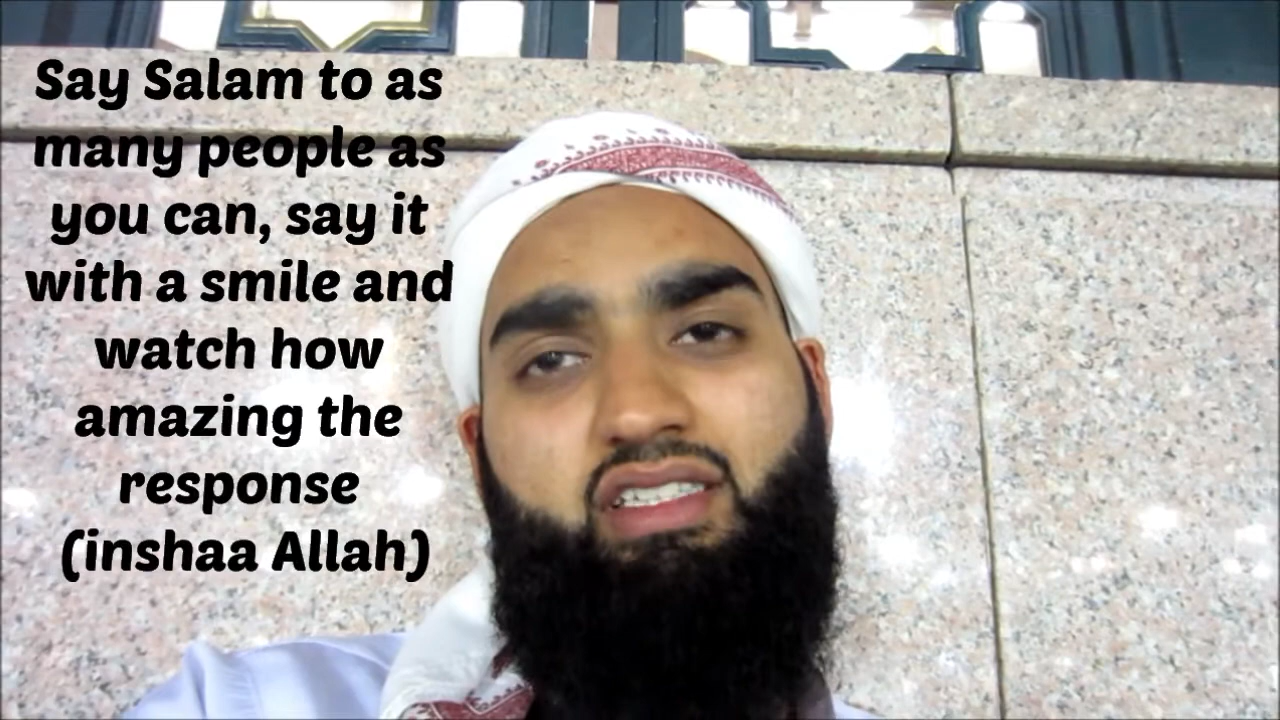 Say Salam to as
many people as
you can, say it
with a smile and
watch how
amazing the
response
(inshaa Allah)